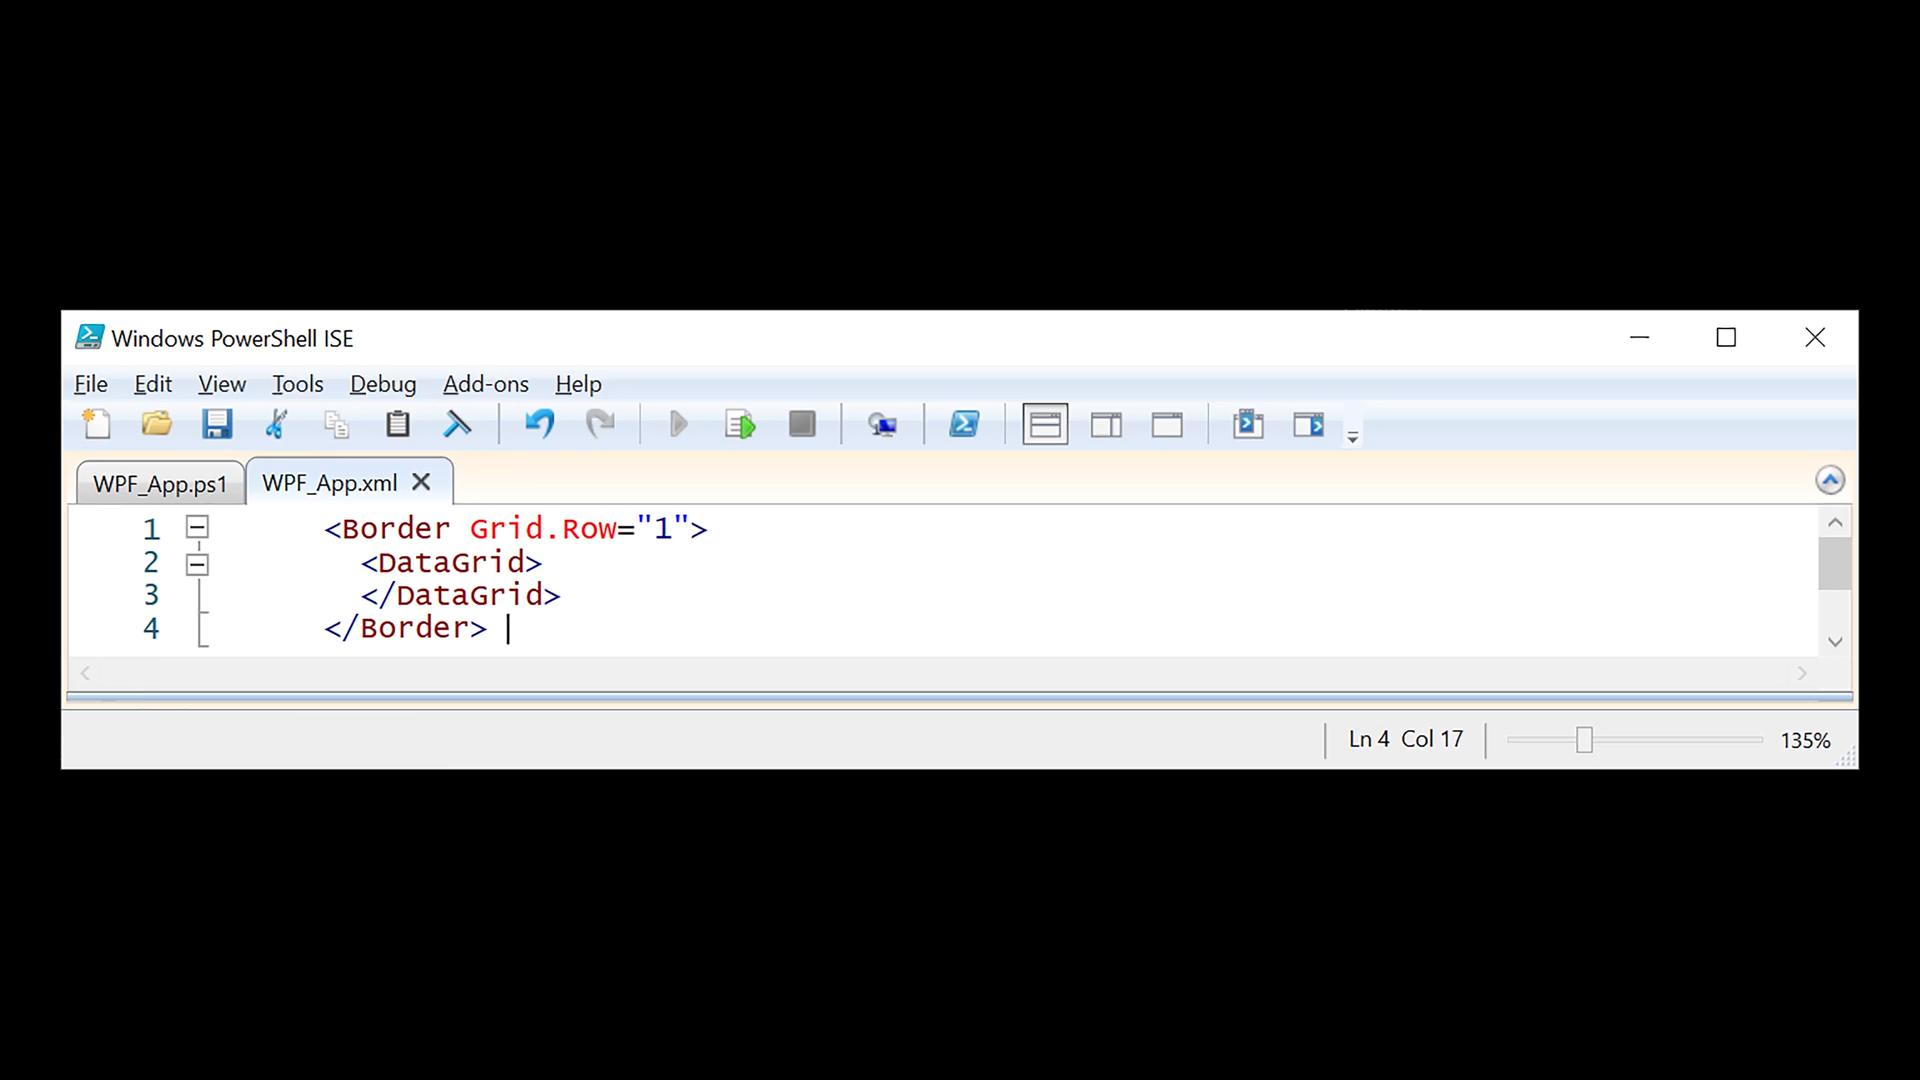 Windows PowerShell ISE
File Edit View Tools Debug Add-ons Help
WPF_App.ps1 WPF_App.xml
1 <Border Grid.Row="1">
2 <DataGrid>
3 </DataGrid>
4 </Border>
Ln 4 Col 17 135%